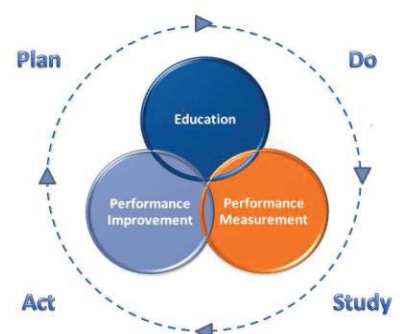 Plan
Do
Education
Performance
Improvement
Performance
Measurement
Act
Study